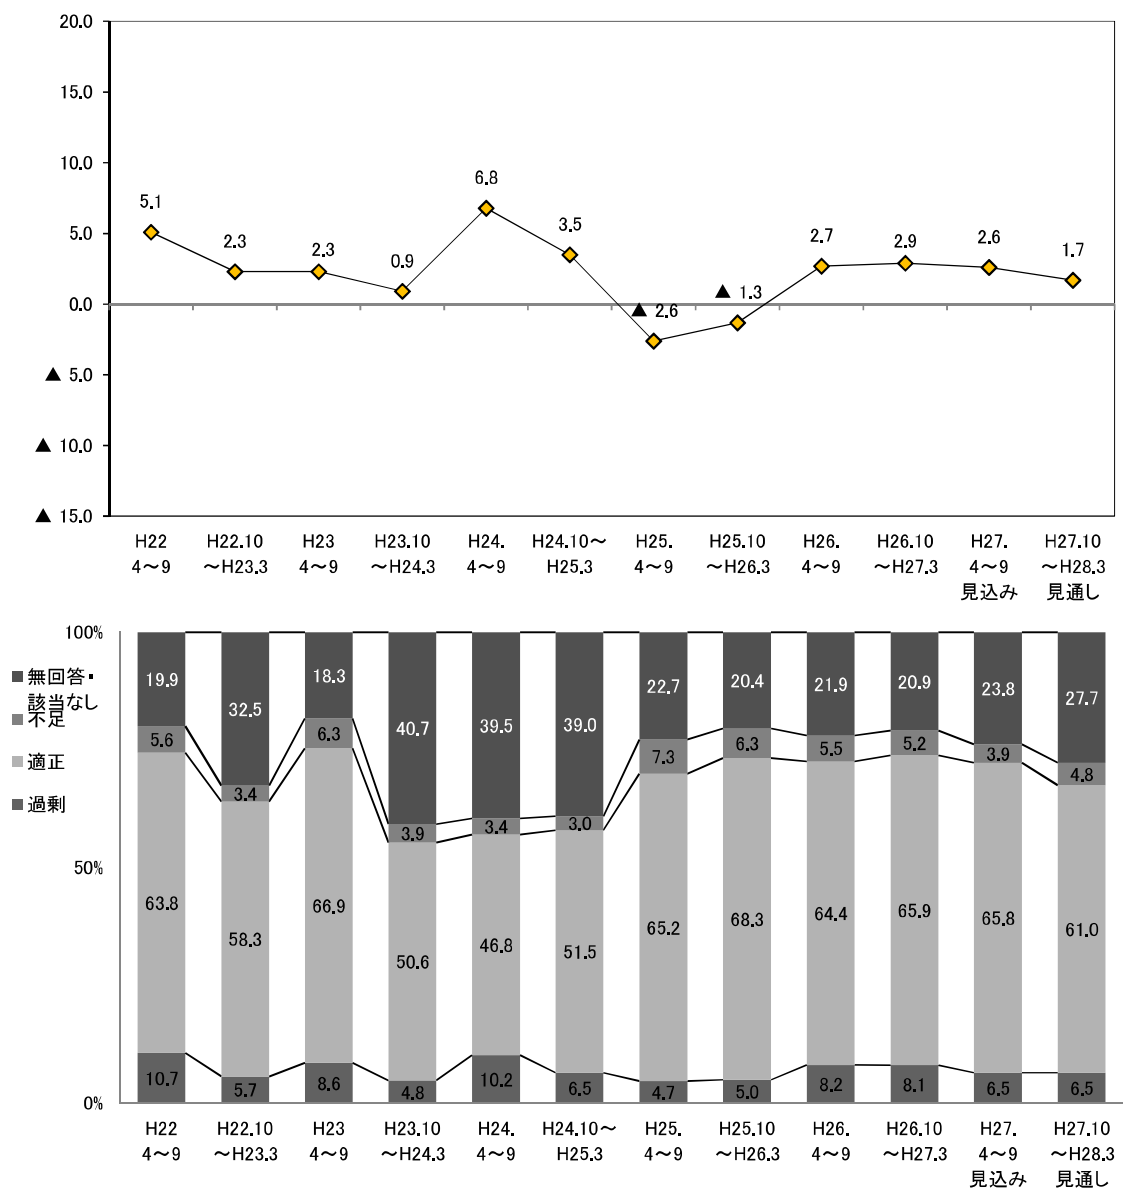 20.0
15.0
10.0
5.0
0.0
▲ 5.0
▲ 10.0
▲ 15.0
5.1
2.3
2.3
0.9
6.8
3.5
▲ 2.6
▲ 1.3
2.7
2.9
2.6
1.7
H22
4～9
H22.10
～H23.3
H23
4～9
H23.10
～H24.3
H24.
4～9
H24.10～
H25.3
H25.
4～9
H25.10
～H26.3
H26.
4～9
H26.10
～H27.3
H27.
4～9
見込み
H27.10
～H28.3
見通し
100%
50%
0%
無回答・
該当なし
不足
適正
過剰
19.9
32.5
18.3
40.7
39.5
39.0
22.7
20.4
21.9
20.9
23.8
27.7
5.6
3.4
6.3
3.9
3.4
3.0
7.3
6.3
5.5
5.2
3.9
4.8
63.8
58.3
66.9
50.6
46.8
51.5
65.2
68.3
64.4
65.9
65.8
61.0
10.7
5.7
8.6
4.8
10.2
6.5
4.7
5.0
8.2
8.1
6.5
6.5
H22
4～9
H22.10
～H23.3
H23
4～9
H23.10
～H24.3
H24.
4～9
H24.10～
H25.3
H25.
4～9
H25.10
～H26.3
H26.
4～9
H26.10
～H27.3
H27.
4～9
見込み
H27.10
～H28.3
見通し